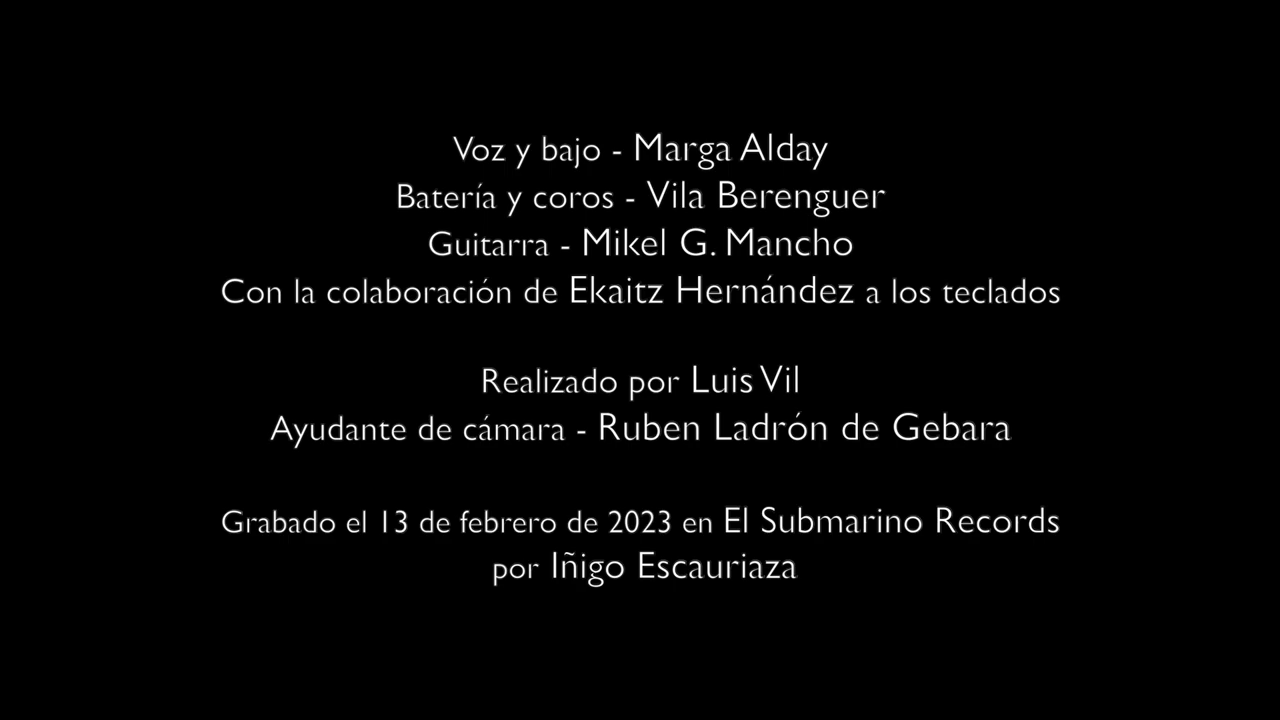 Voz y bajo - Marga Alday
Batería y coros - Vila Berenguer
Guitarra - Mikel G. Mancho
Con la colaboración de Ekaitz Hernández a los teclados
Realizado por Luis Vil
Ayudante de cámara - Ruben Ladrón de Gebara
Grabado el 13 de febrero de 2023 en El Submarino Records
por Iñigo Escauriaza